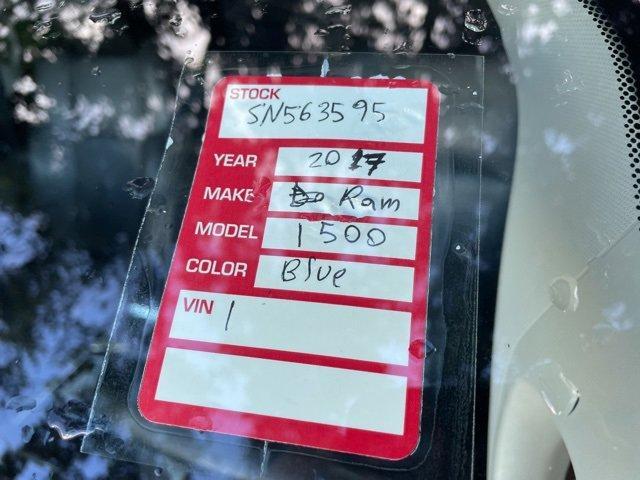 STOCK SN563595
YEAR 2017
MAKE Ram
MODEL 1500
COLOR Blue
VIN 1